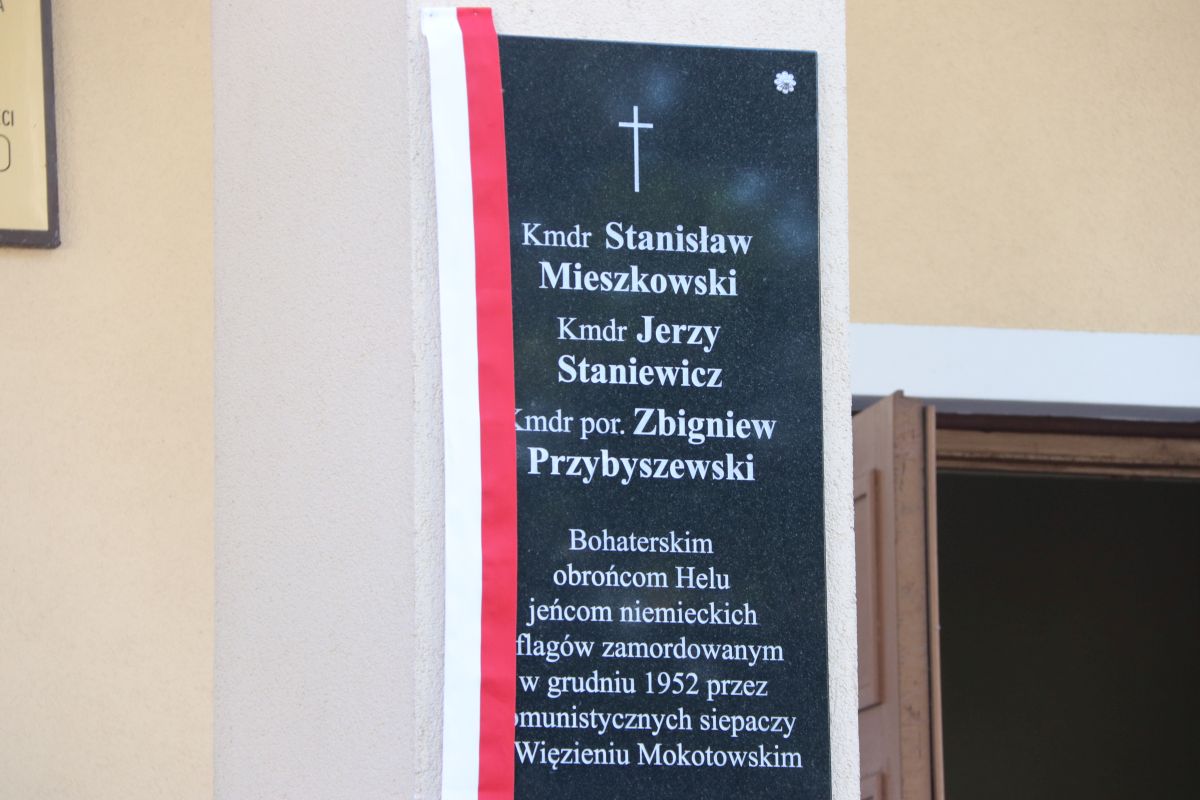 A
CI
Kmdr Stanisław
Mieszkowski
Kmdr Jerzy
Staniewicz
Kmdr por. Zbigniew
Przybyszewski
Bohaterskim
obrońcom Helu
jeńcom niemieckich
flagów zamordowanym
w grudniu 1952 przez
omunistycznych siepaczy
Więzieniu Mokotowskim